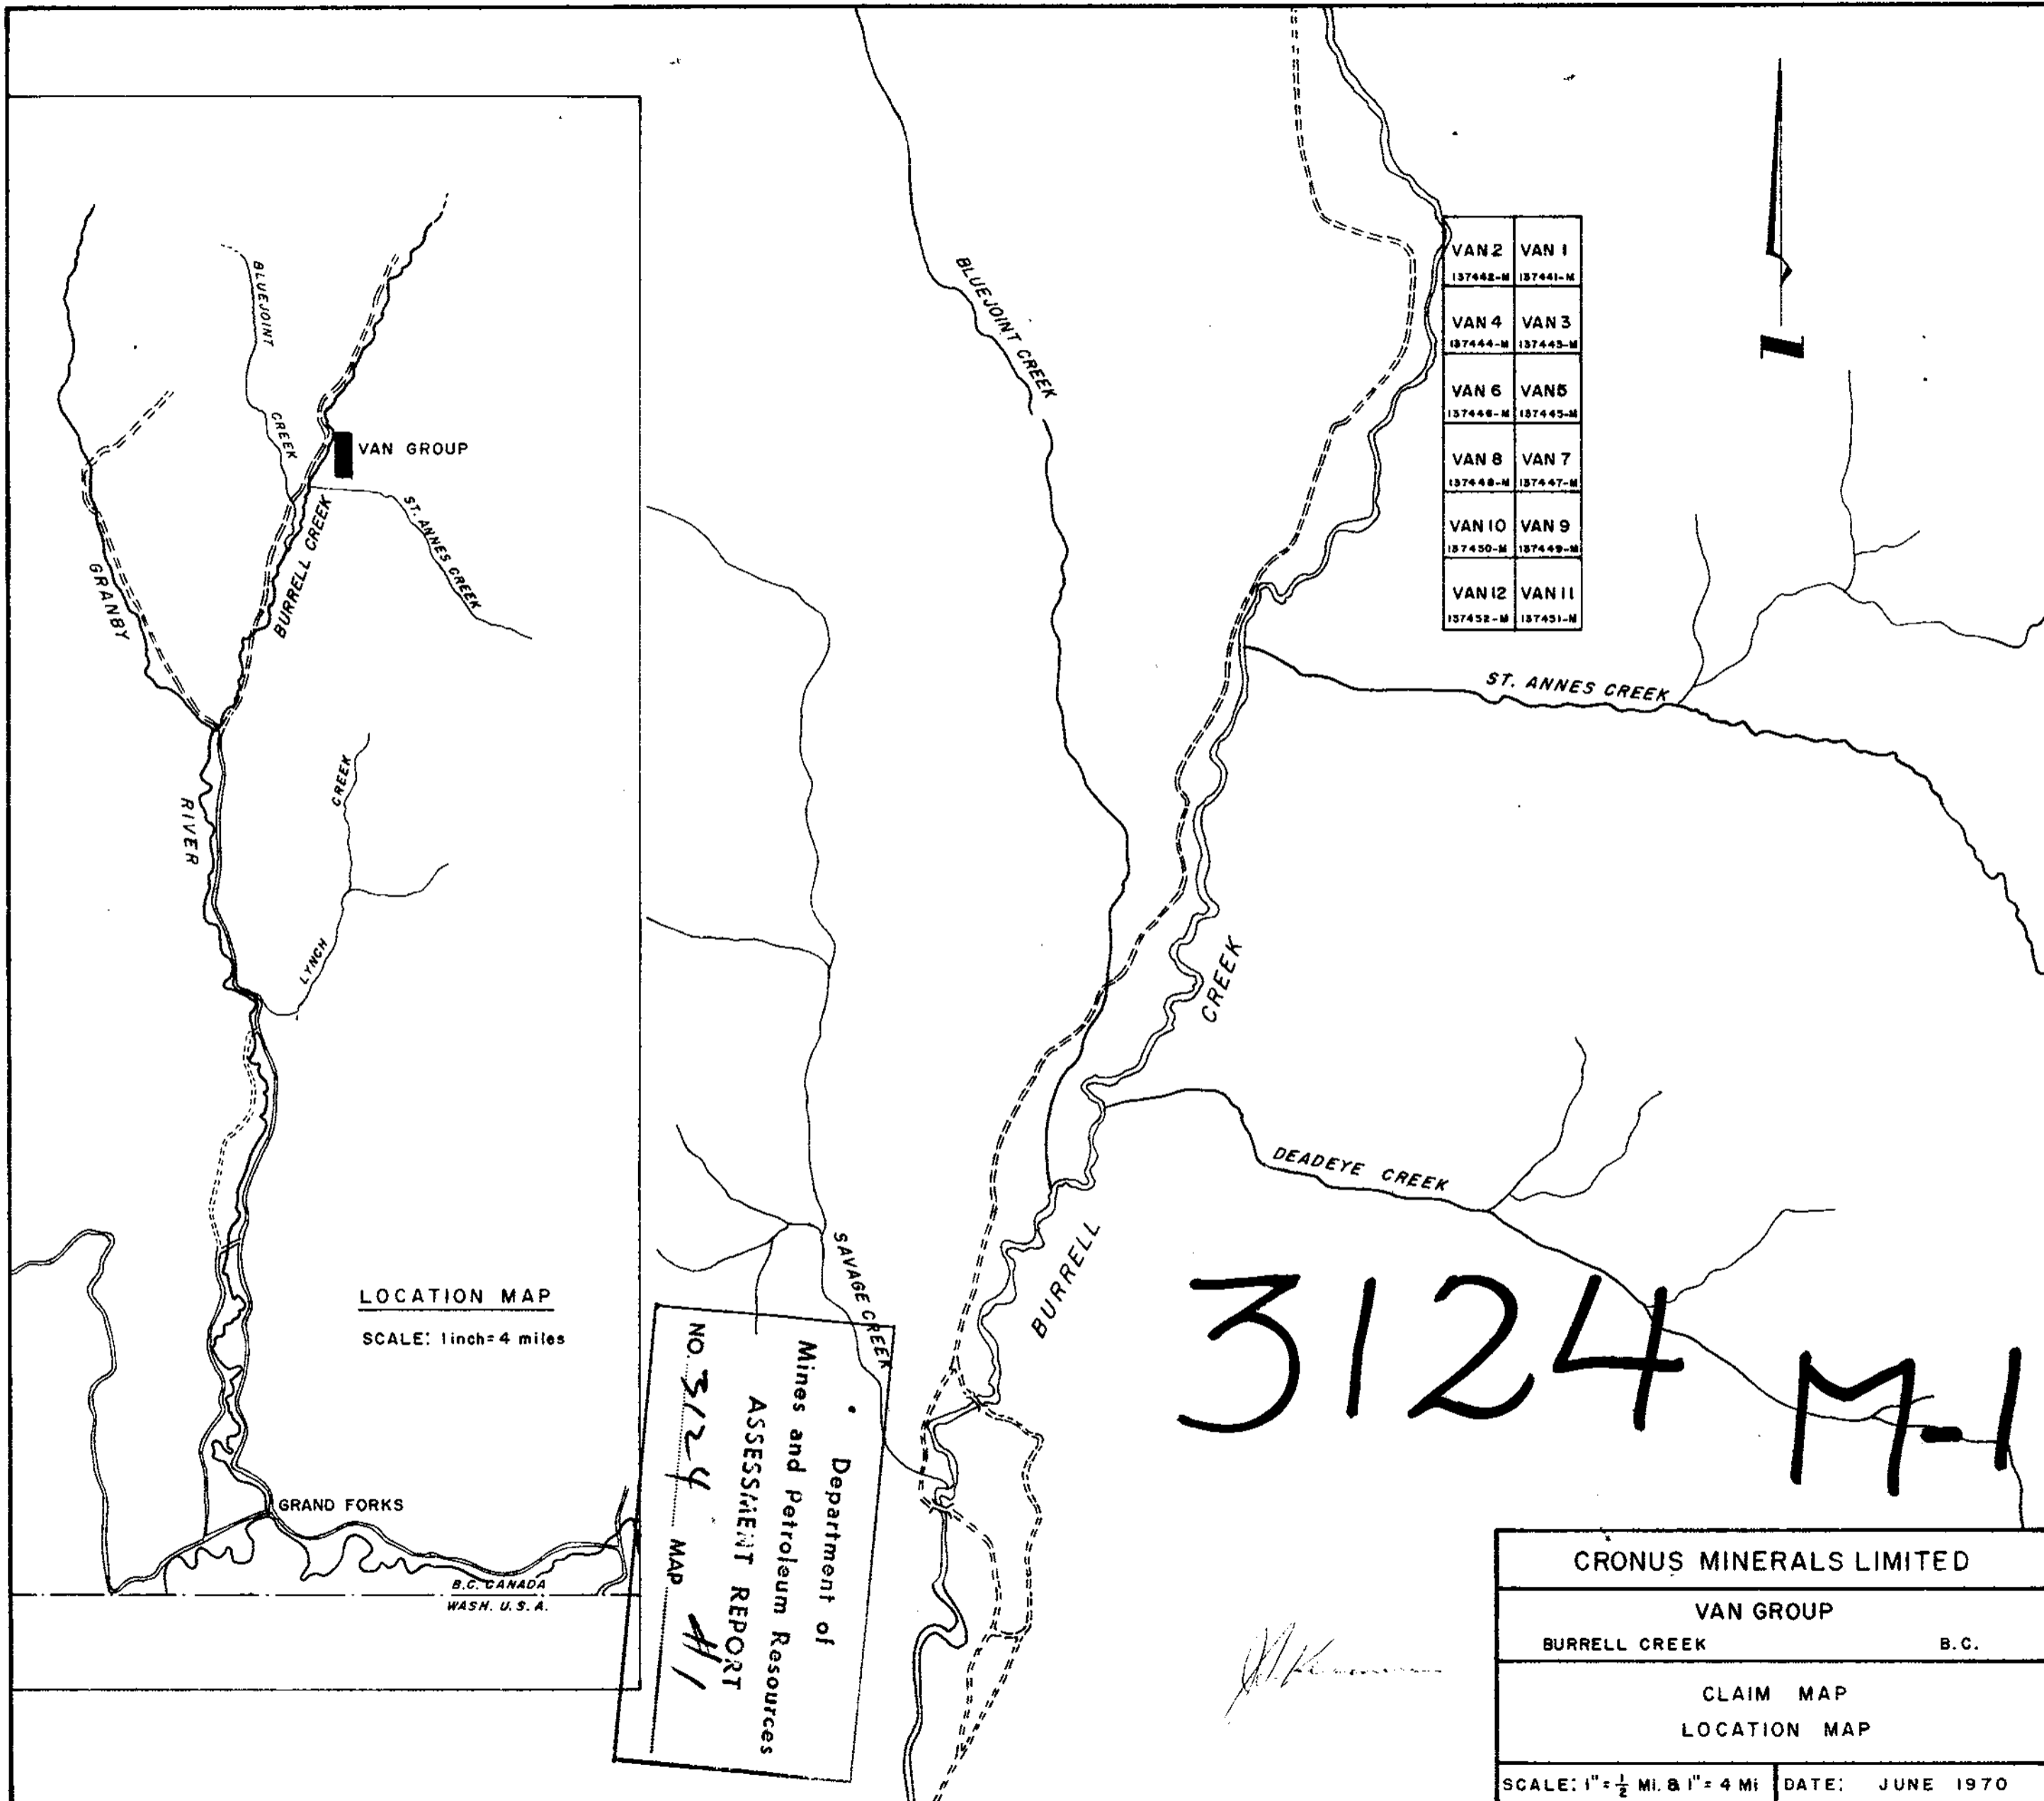 BLUEJOINT
CREEK
VAN GROUP
ST. ANNES CREEK
BURRELL CREEK
GRANBY
RIVER
CREEK
LYNCH
LOCATION MAP
SCALE: 1 inch = 4 miles
GRAND FORKS
B.C. CANADA
WASH. U.S.A.
BLUEJOINT CREEK
VAN 2 VAN 1
137442-M 137441-M
VAN 4 VAN 3
137444-M 137443-M
VAN 6 VAN 5
137446-M 137445-M
VAN 8 VAN 7
137448-M 137447-M
VAN 10 VAN 9
137450-M 137449-M
VAN 12 VAN 11
137452-M 137451-M
ST. ANNES CREEK
CREEK
BURRELL
DEADEYE CREEK
SAVAGE CREEK
Department of
Mines and Petroleum Resources
ASSESSMENT REPORT
NO. 3124 MAP #1
3124 M-1
CRONUS MINERALS LIMITED
VAN GROUP
BURRELL CREEK B.C.
CLAIM MAP
LOCATION MAP
SCALE: 1" = ½ MI. & 1" = 4 MI DATE: JUNE 1970